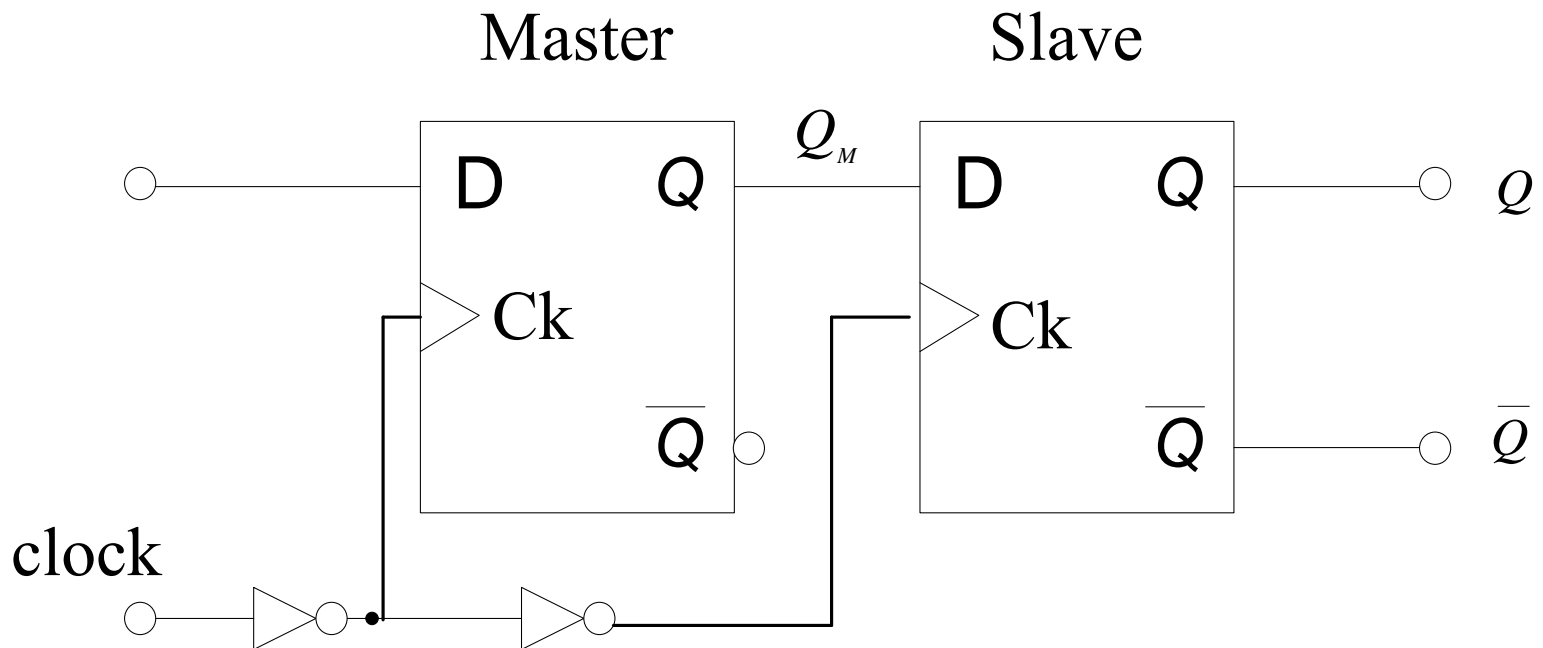 Master Slave
Q_M
D Q D Q Q
Ck Ck
Q̅ Q̅ Q̅
clock